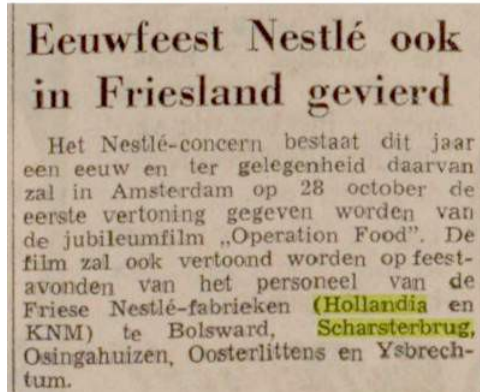 Eeuwfeest Nestlé ook
in Friesland gevierd
Het Nestlé-concern bestaat dit jaar
een eeuw en ter gelegenheid daarvan
zal in Amsterdam op 28 october de
eerste vertoning gegeven worden van
de jubileumfilm „Operation Food”. De
film zal ook vertoond worden op feest-
avonden van het personeel van de
Friese Nestlé-fabrieken (Hollandia en
KNM) te Bolsward, Scharsterbrug,
Osingahuizen, Oosterlittens en Ysbrech-
tum.